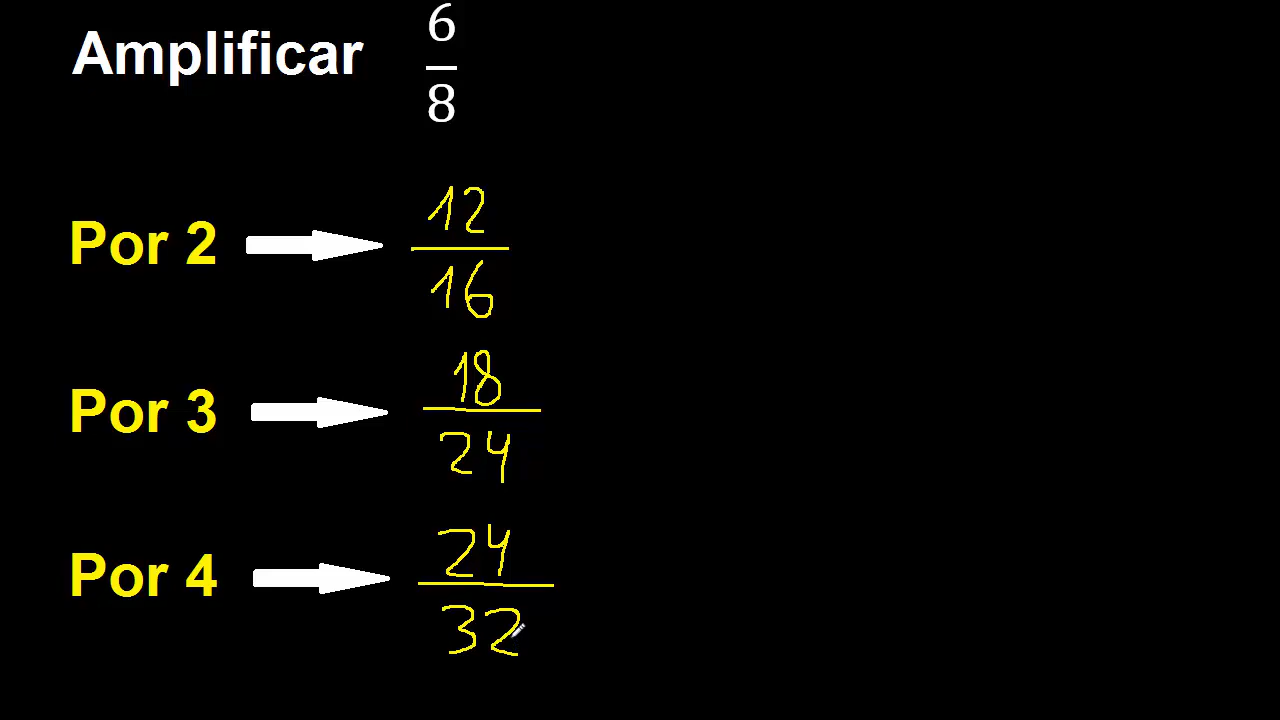 Amplificar 6/8
Por 2 12/16
Por 3 18/24
Por 4 24/32